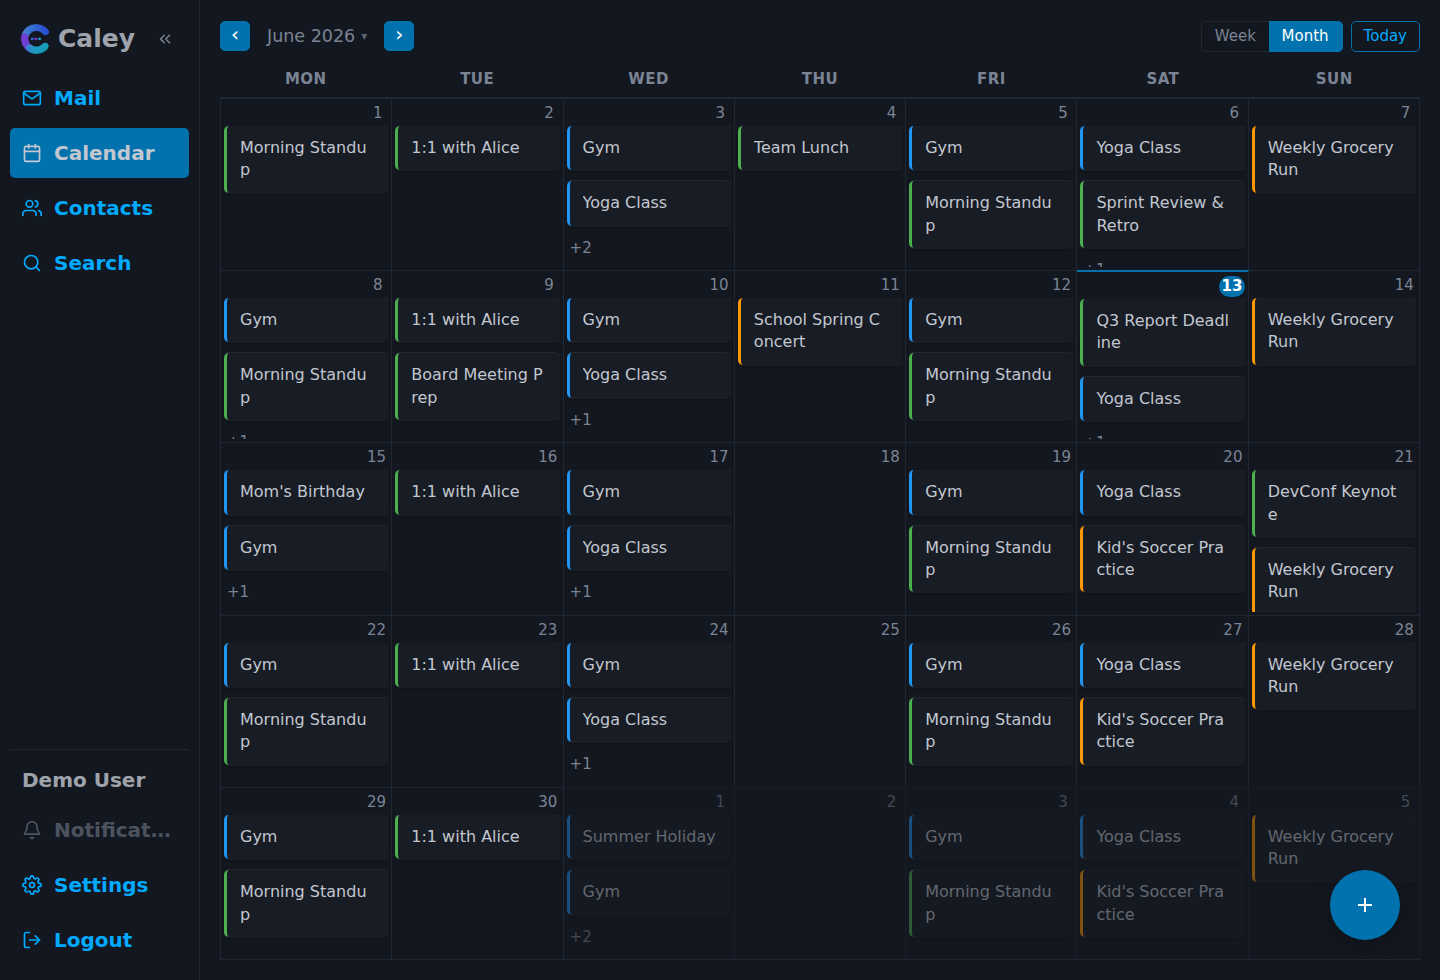 Caley
Mail
Calendar
Contacts
Search
Demo User
Notificat...
Settings
Logout
June 2026
Week Month Today
MON TUE WED THU FRI SAT SUN
1
Morning Standu
p
2
1:1 with Alice
3
Gym
Yoga Class
+2
4
Team Lunch
5
Gym
Morning Standu
p
6
Yoga Class
Sprint Review &
Retro
+1
7
Weekly Grocery
Run
8
Gym
Morning Standu
p
+1
9
1:1 with Alice
Board Meeting P
rep
10
Gym
Yoga Class
+1
11
School Spring C
oncert
12
Gym
Morning Standu
p
13
Q3 Report Deadl
ine
Yoga Class
+1
14
Weekly Grocery
Run
15
Mom's Birthday
Gym
+1
16
1:1 with Alice
17
Gym
Yoga Class
+1
18
19
Gym
Morning Standu
p
20
Yoga Class
Kid's Soccer Pra
ctice
21
DevConf Keynot
e
Weekly Grocery
Run
22
Gym
Morning Standu
p
23
1:1 with Alice
24
Gym
Yoga Class
+1
25
26
Gym
Morning Standu
p
27
Yoga Class
Kid's Soccer Pra
ctice
28
Weekly Grocery
Run
29
Gym
Morning Standu
p
30
1:1 with Alice
1
Summer Holiday
Gym
+2
2
3
Gym
Morning Standu
p
4
Yoga Class
Kid's Soccer Pra
ctice
5
Weekly Grocery
Run